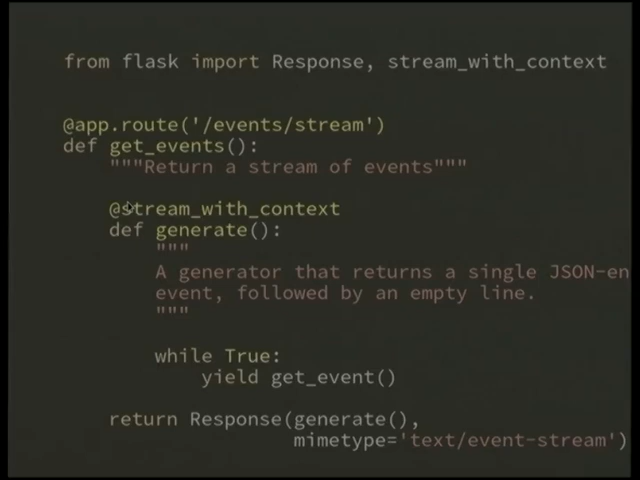 from flask import Response, stream_with_context
@app.route('/events/stream')
def get_events():
"""Return a stream of events"""
@stream_with_context
def generate():
"""
A generator that returns a single JSON-en
event, followed by an empty line.
"""
while True:
yield get_event()
return Response(generate(),
mimetype='text/event-stream')